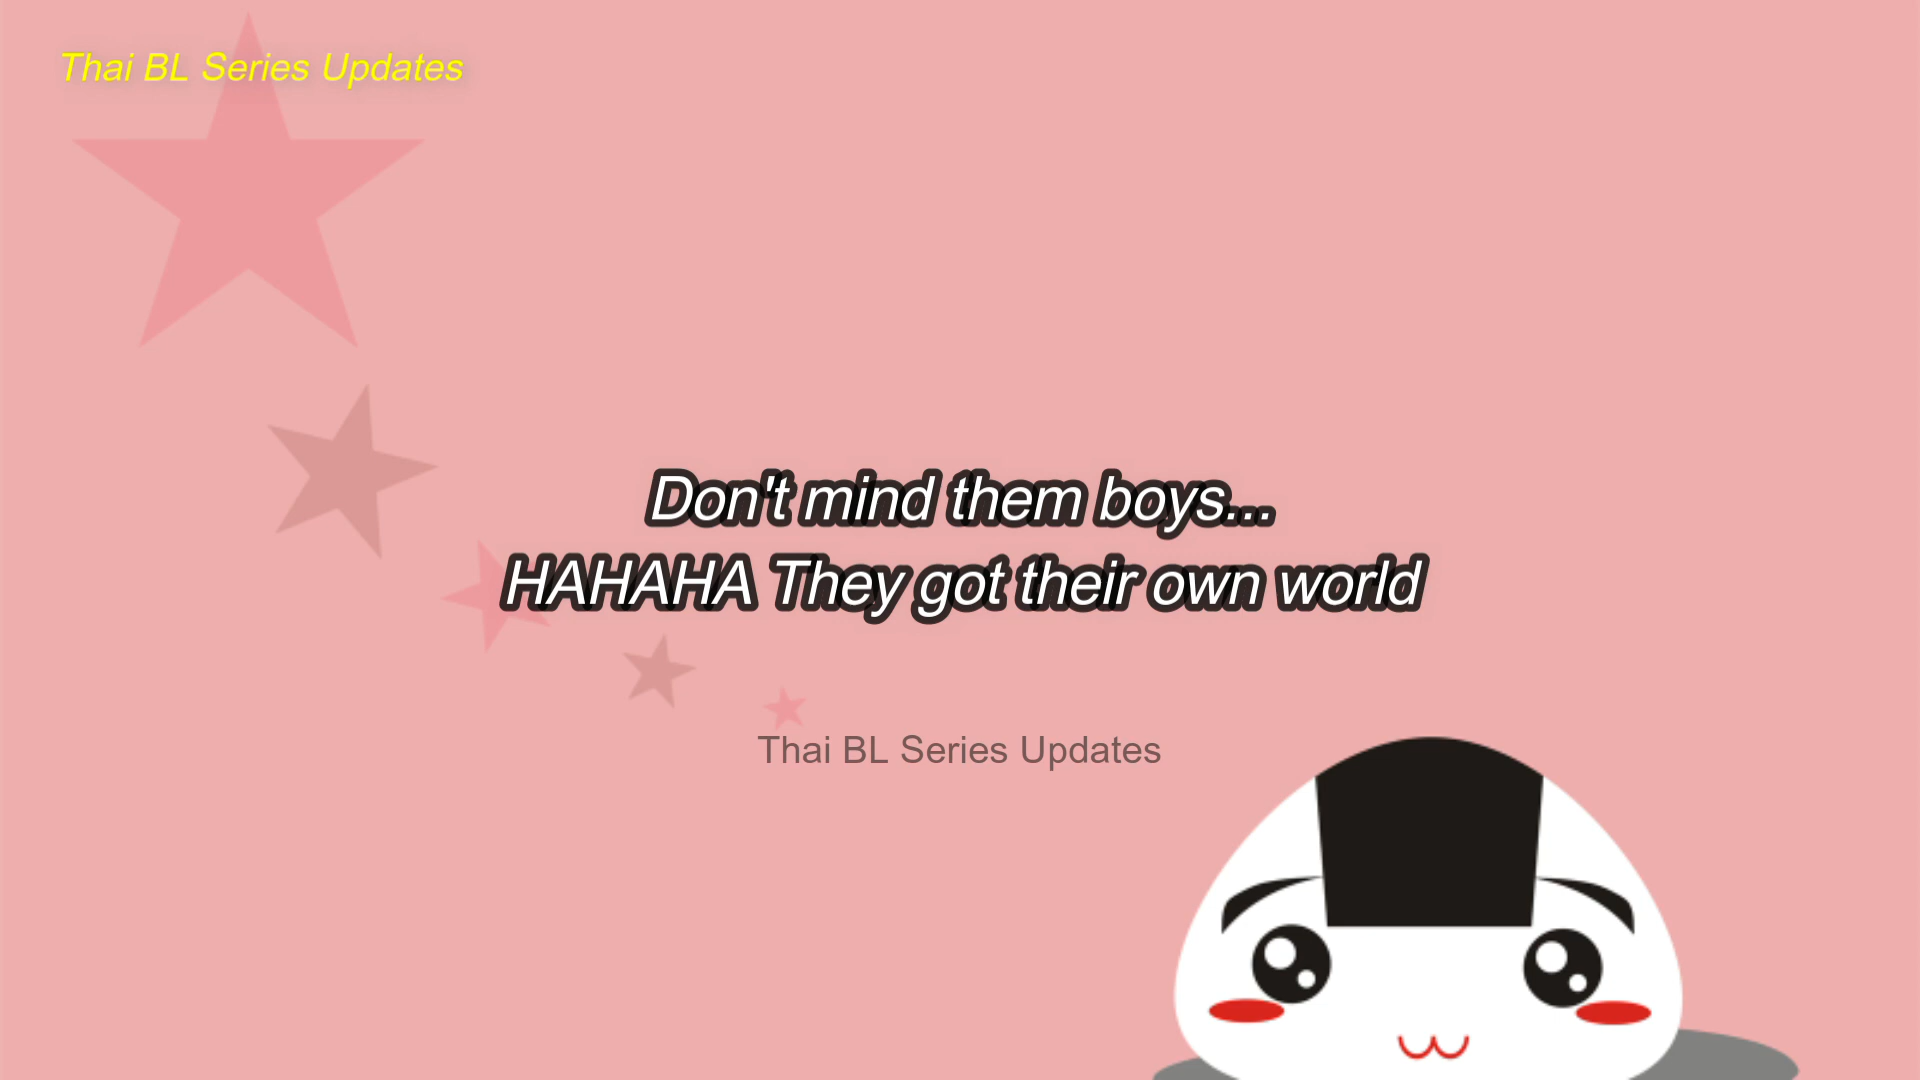 Thai BL Series Updates
Don't mind them boys...
HAHAHA They got their own world
Thai BL Series Updates